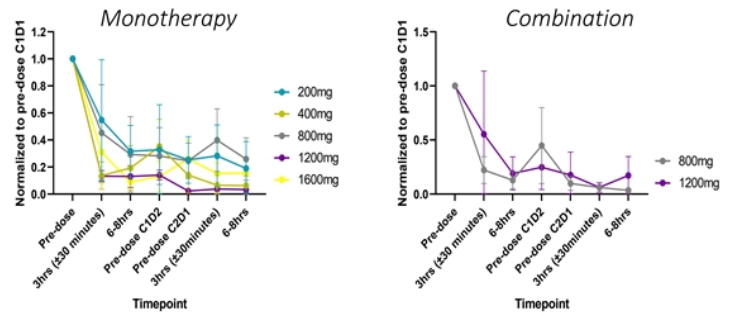 Monotherapy
Normalized to pre-dose C1D1
1.2
1.0
0.8
0.6
0.4
0.2
0.0
Pre-dose
3hrs (±30 minutes)
6-8hrs
Pre-dose C1D2
Pre-dose C2D1
3hrs (±30minutes)
6-8hrs
Timepoint
200mg
400mg
800mg
1200mg
1600mg
Combination
Normalized to pre-dose C1D1
1.5
1.0
0.5
0.0
Pre-dose
3hrs (±30 minutes)
6-8hrs
Pre-dose C1D2
Pre-dose C2D1
3hrs (±30minutes)
6-8hrs
Timepoint
800mg
1200mg